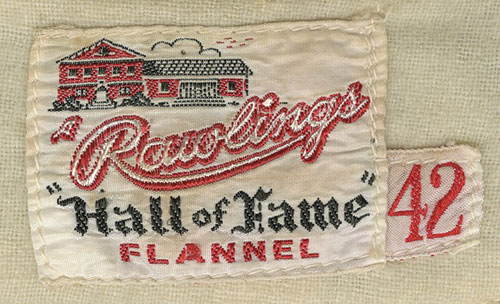 A
Rawlings
"Hall of Fame"
FLANNEL
42